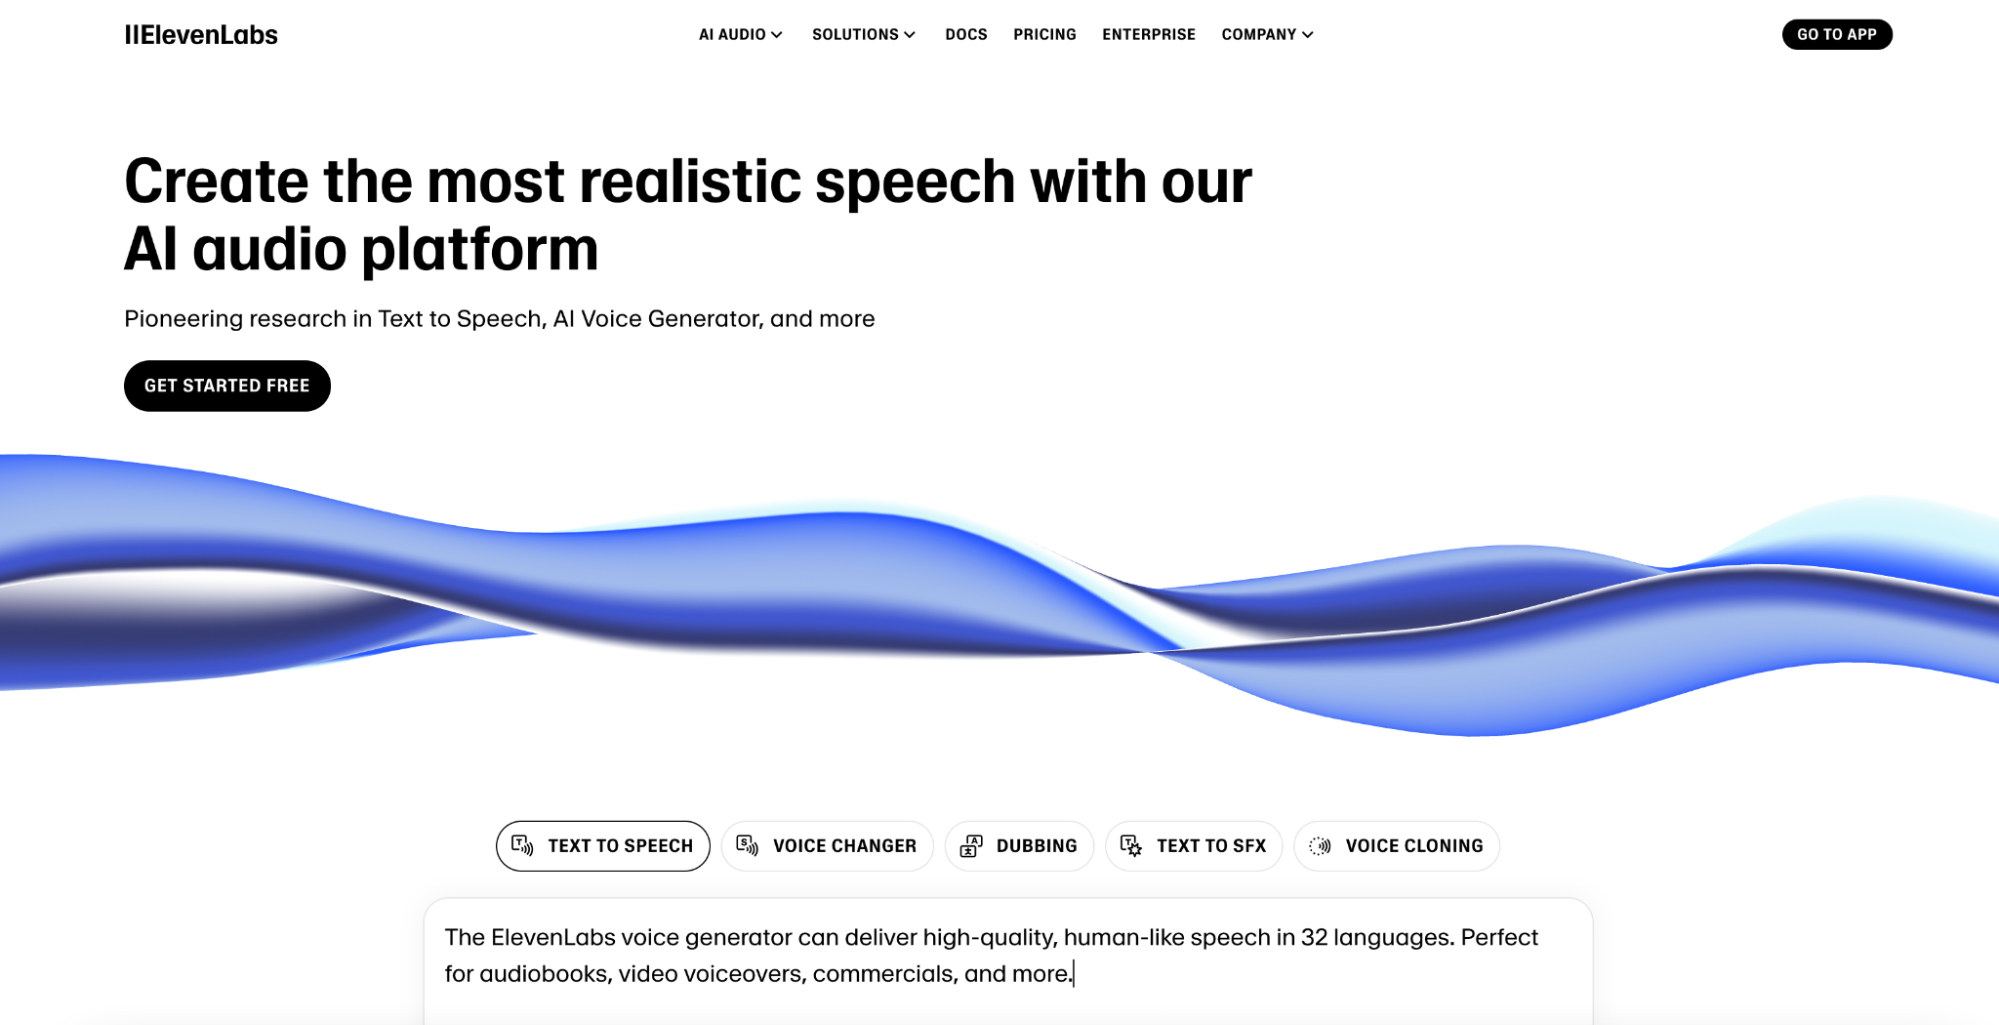 IIElevenLabs
AI AUDIO
SOLUTIONS
DOCS
PRICING
ENTERPRISE
COMPANY
GO TO APP
Create the most realistic speech with our
AI audio platform
Pioneering research in Text to Speech, AI Voice Generator, and more
GET STARTED FREE
TEXT TO SPEECH
VOICE CHANGER
DUBBING
TEXT TO SFX
VOICE CLONING
The ElevenLabs voice generator can deliver high-quality, human-like speech in 32 languages. Perfect
for audiobooks, video voiceovers, commercials, and more.